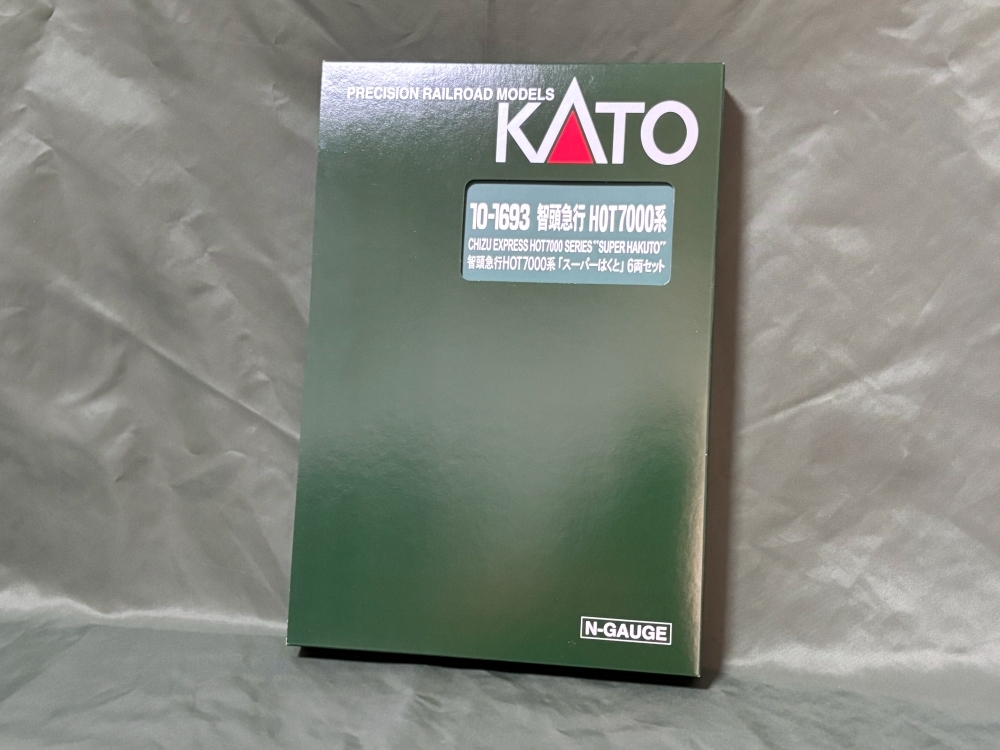 PRECISION RAILROAD MODELS
KATO
10-1693 智頭急行 HOT7000系
CHIZU EXPRESS HOT7000 SERIES "SUPER HAKUTO"
智頭急行HOT7000系「スーパーはくと」6両セット
N-GAUGE